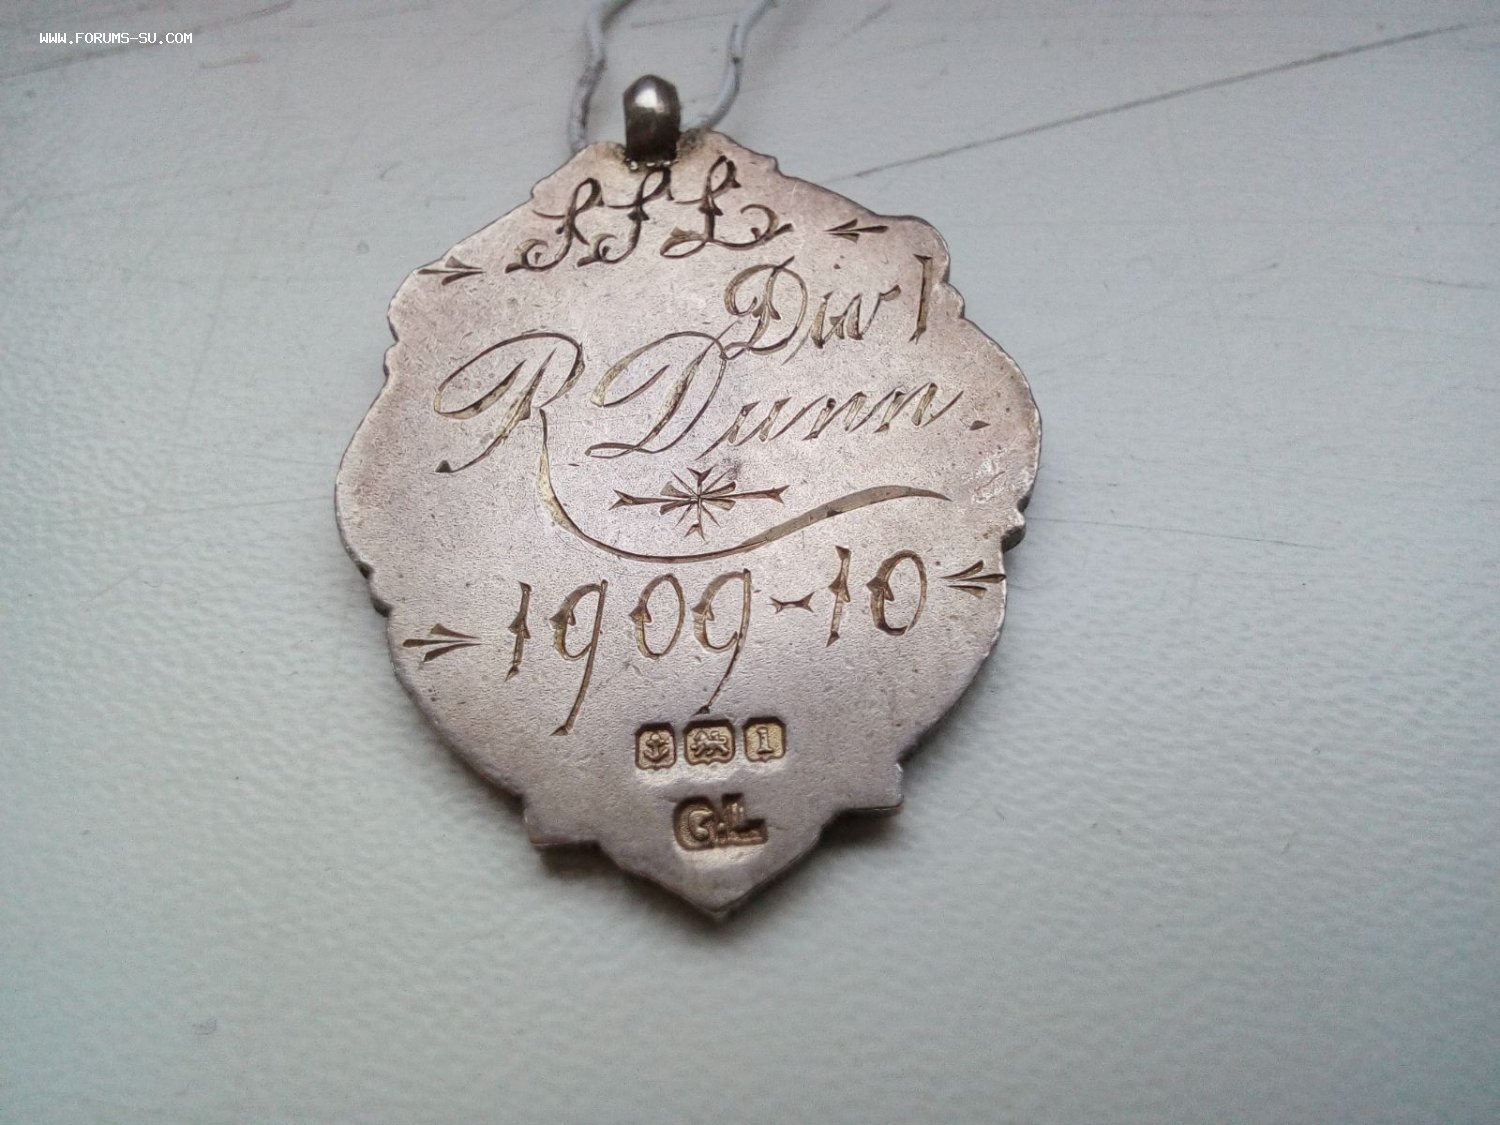 WWW.FORUMS-SU.COM
SSL
Div 1
R Dunn.
1909-10
l
G.L